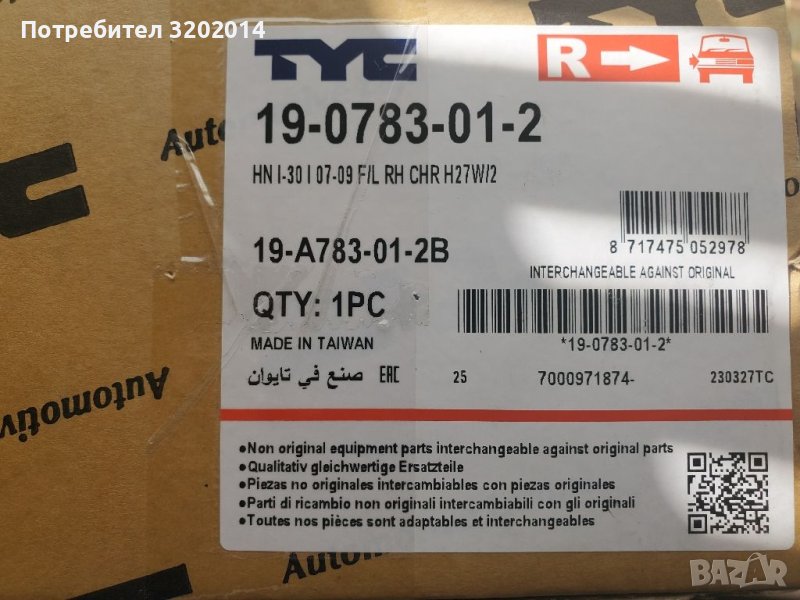 Потребител 3202014
TYC
R
19-0783-01-2
HN I-30 I 07-09 F/L RH CHR H27W/2
8 717475 052978
19-A783-01-2B
INTERCHANGEABLE AGAINST ORIGINAL
QTY: 1PC
MADE IN TAIWAN
*19-0783-01-2*
صنع في تايوان EAC 25 7000971874- 230327TC
•Non original equipment parts interchangeable against original parts
•Qualitativ gleichwertige Ersatzteile
•Piezas no originales intercambiables con piezas originales
•Parti di ricambio non originali intercambiabili con gli originali
•Toutes nos pièces sont adaptables et interchangeables
Auto
Automotiv
Auto
BAZAR